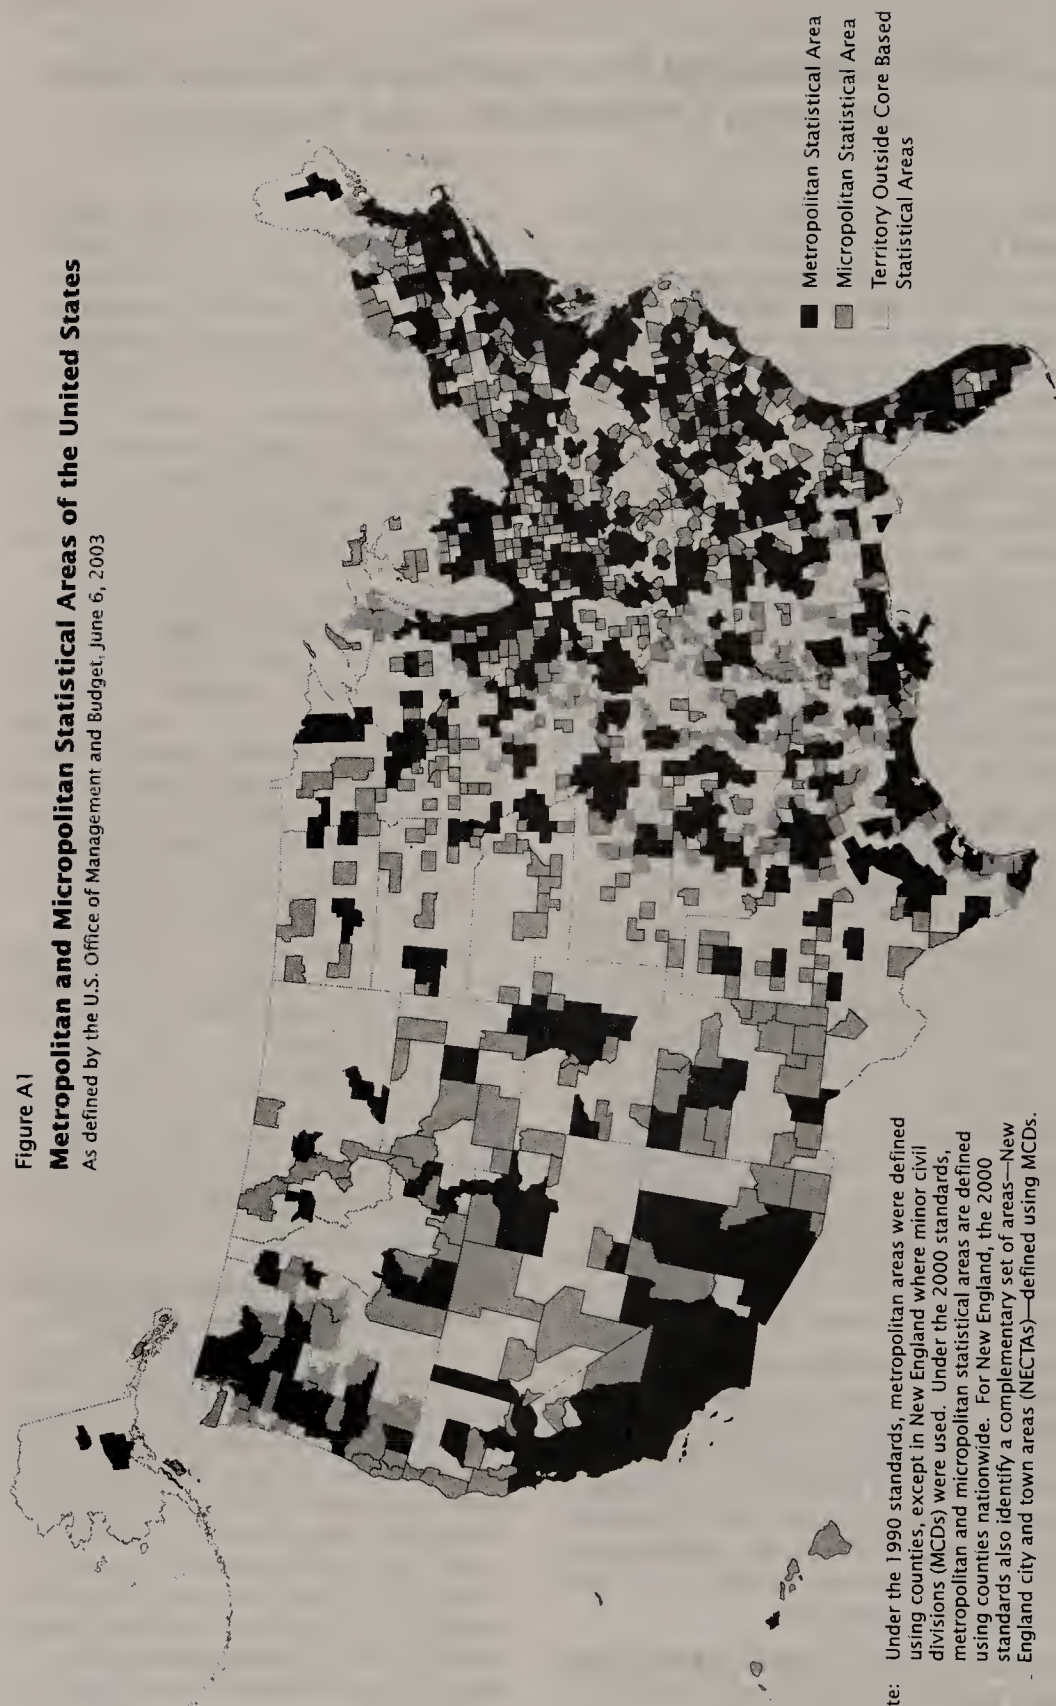 Figure A1
Metropolitan and Micropolitan Statistical Areas of the United States
As defined by the U.S. Office of Management and Budget, June 6, 2003
Metropolitan Statistical Area
Micropolitan Statistical Area
Territory Outside Core Based
Statistical Areas
te: Under the 1990 standards, metropolitan areas were defined
using counties, except in New England where minor civil
divisions (MCDs) were used. Under the 2000 standards,
metropolitan and micropolitan statistical areas are defined
using counties nationwide. For New England, the 2000
standards also identify a complementary set of areas—New
England city and town areas (NECTAs)—defined using MCDs.